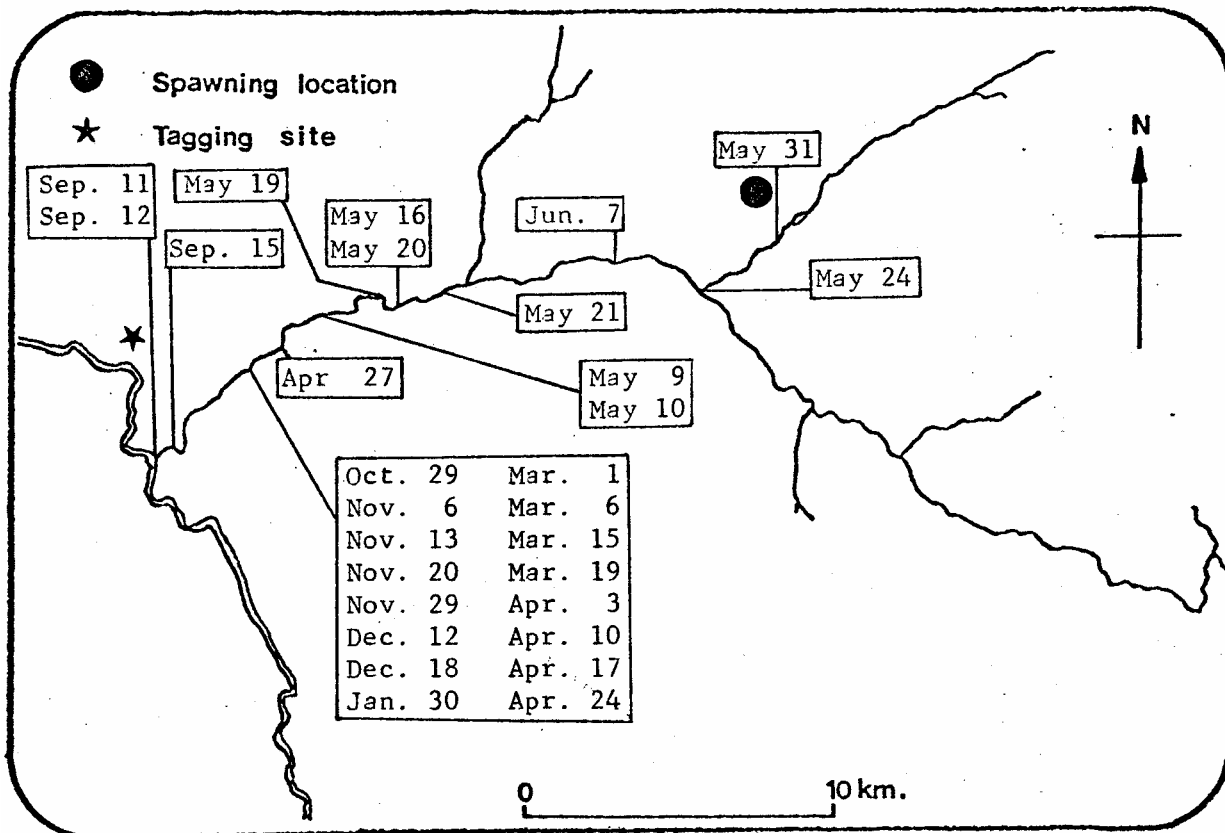 Spawning location
Tagging site
N
May 31
Sep. 11
Sep. 12
May 19
May 16
May 20
Jun. 7
Sep. 15
May 24
May 21
Apr 27
May 9
May 10
Oct. 29 Mar. 1
Nov. 6 Mar. 6
Nov. 13 Mar. 15
Nov. 20 Mar. 19
Nov. 29 Apr. 3
Dec. 12 Apr. 10
Dec. 18 Apr. 17
Jan. 30 Apr. 24
0 10 km.